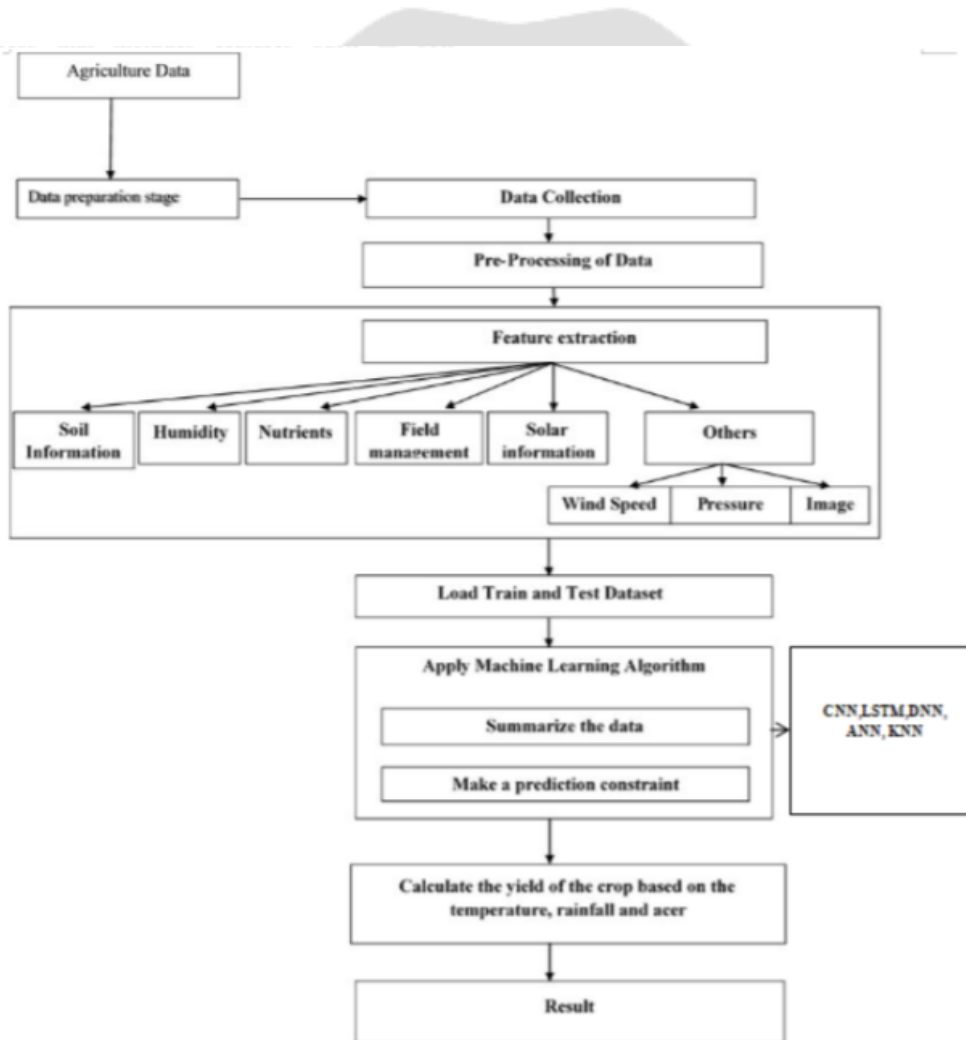 Agriculture Data
Data preparation stage
Data Collection
Pre-Processing of Data
Feature extraction
Soil
Information
Humidity
Nutrients
Field
management
Solar
information
Others
Wind Speed
Pressure
Image
Load Train and Test Dataset
Apply Machine Learning Algorithm
Summarize the data
Make a prediction constraint
CNN,LSTM,DNN,
ANN, KNN
Calculate the yield of the crop based on the
temperature, rainfall and acer
Result